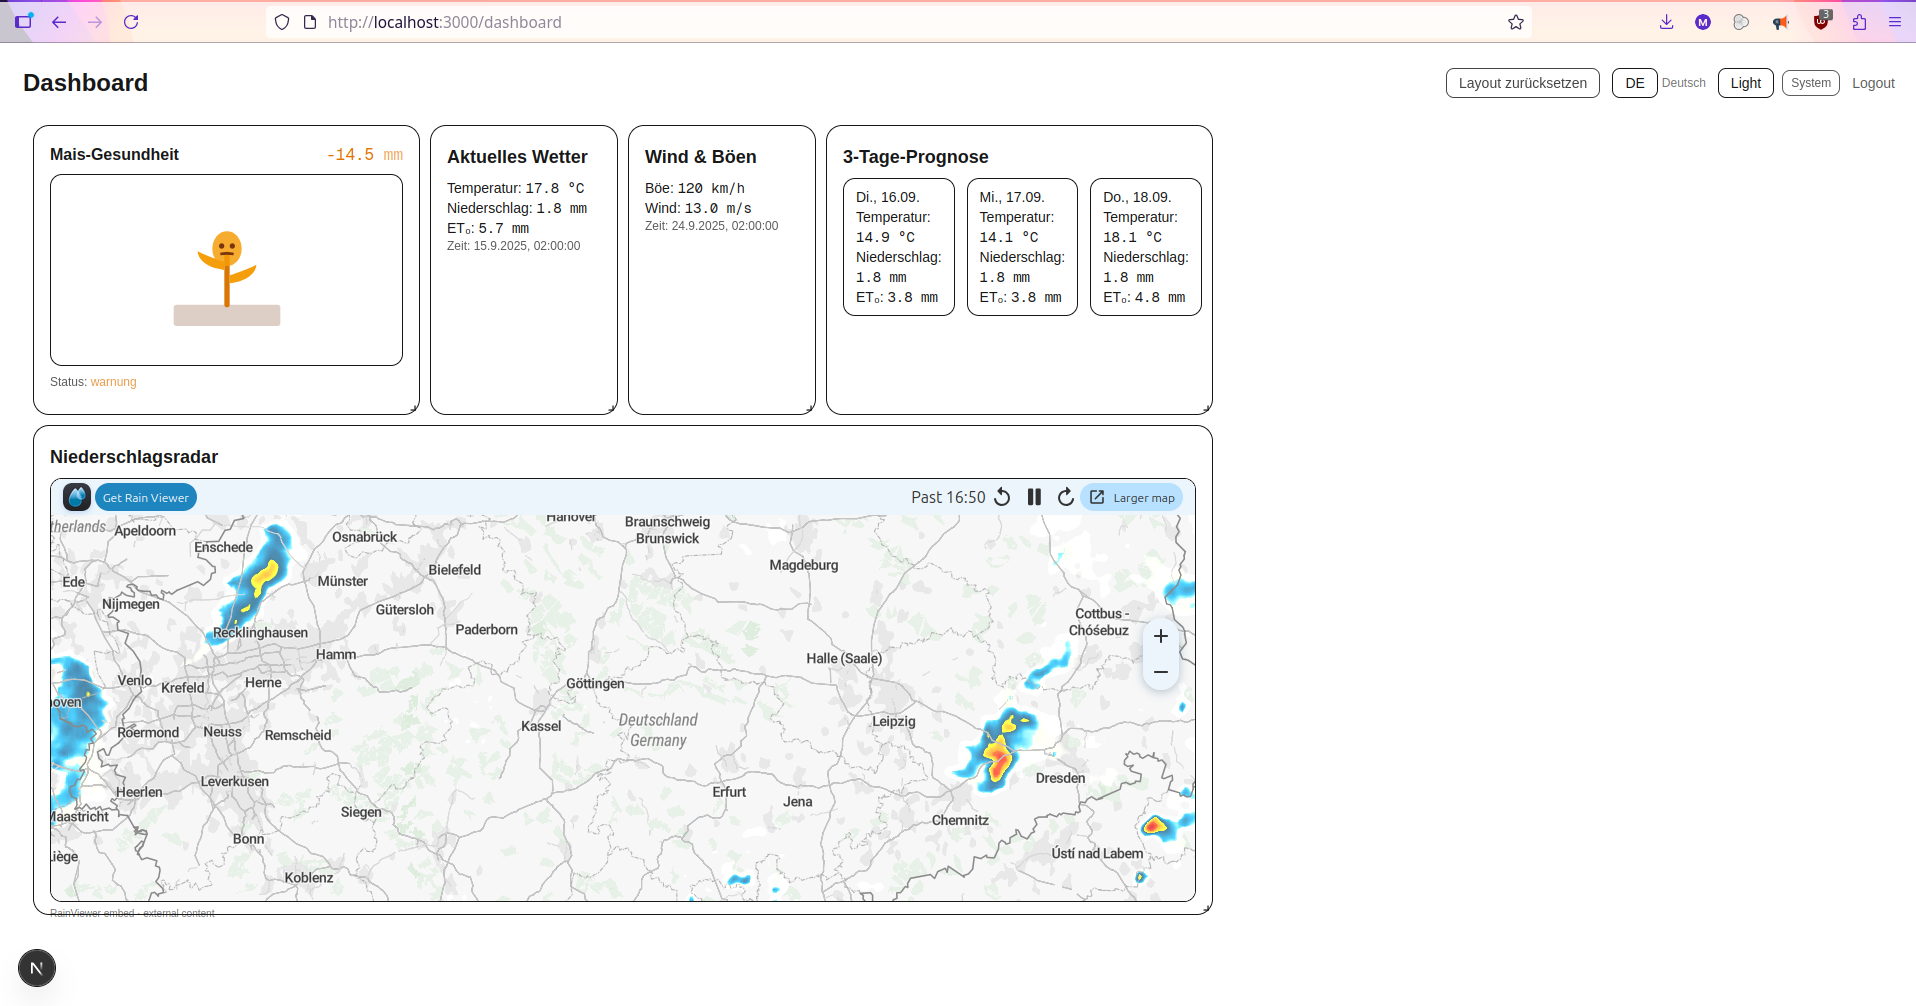 http://localhost:3000/dashboard
3
Dashboard
Layout zurücksetzen
DE
Deutsch
Light
System
Logout
Mais-Gesundheit
-14.5 mm
Status: warnung
Aktuelles Wetter
Temperatur: 17.8 °C
Niederschlag: 1.8 mm
ET₀: 5.7 mm
Zeit: 15.9.2025, 02:00:00
Wind & Böen
Böe: 120 km/h
Wind: 13.0 m/s
Zeit: 24.9.2025, 02:00:00
3-Tage-Prognose
Di., 16.09.
Temperatur:
14.9 °C
Niederschlag:
1.8 mm
ET₀: 3.8 mm
Mi., 17.09.
Temperatur:
14.1 °C
Niederschlag:
1.8 mm
ET₀: 3.8 mm
Do., 18.09.
Temperatur:
18.1 °C
Niederschlag:
1.8 mm
ET₀: 4.8 mm
Niederschlagsradar
Get Rain Viewer
Past 16:50
Larger map
therlands
Apeldoorn
Enschede
Osnabrück
Hanover
Braunschweig
Brunswick
Magdeburg
Ede
Münster
Bielefeld
Nijmegen
Gütersloh
Cottbus -
Chóśebuz
Recklinghausen
Paderborn
Hamm
Halle (Saale)
Venlo
Krefeld
Herne
Göttingen
hoven
Roermond
Neuss
Remscheid
Kassel
Deutschland
Germany
Leipzig
Leverkusen
Heerlen
Erfurt
Jena
Dresden
Maastricht
Siegen
Chemnitz
Bonn
Liège
Ústí nad Labem
Koblenz
+
−
RainViewer embed · external content
N